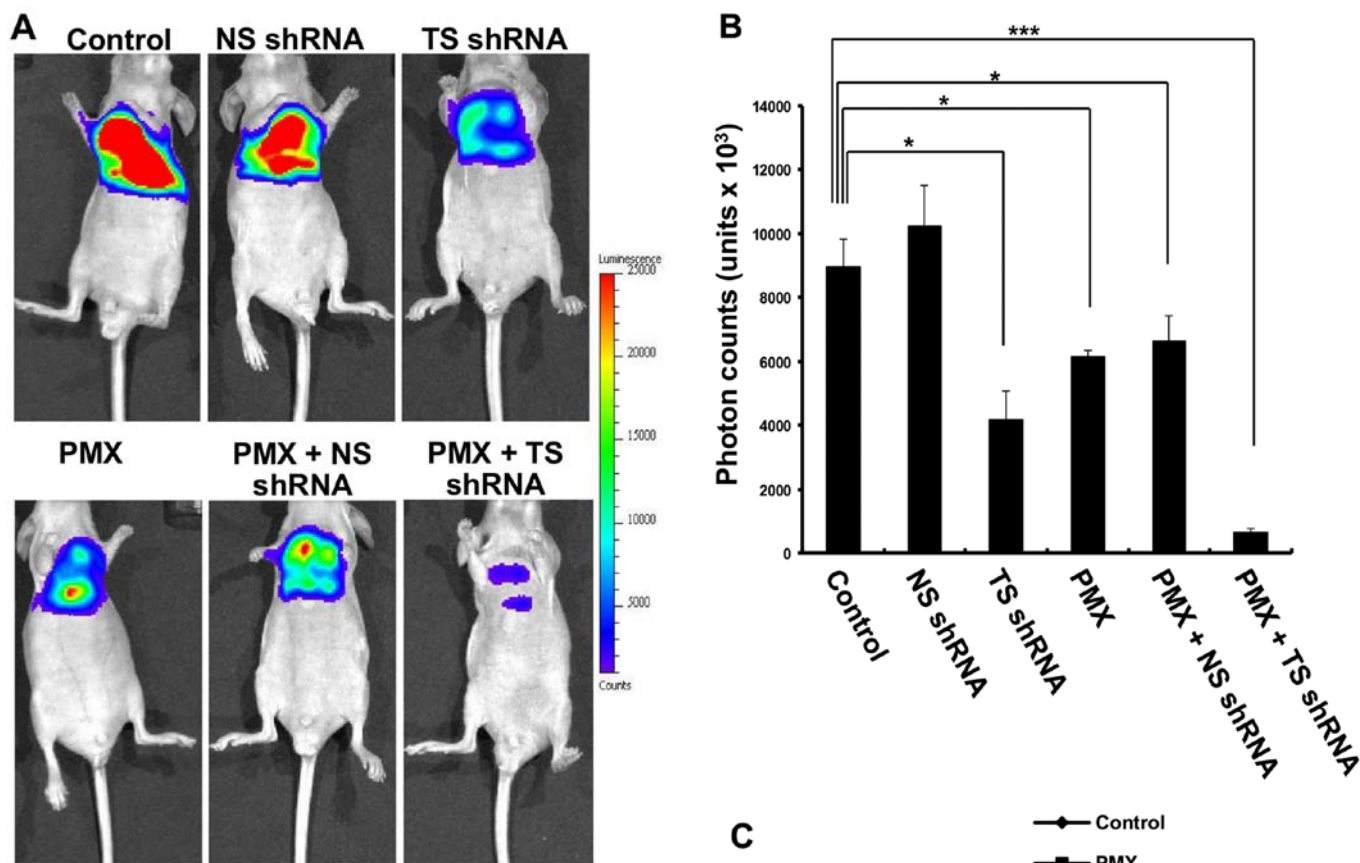 A
Control NS shRNA TS shRNA
Luminescence
25000
20000
15000
10000
5000
Counts
PMX PMX + NS shRNA PMX + TS shRNA
B
***
*
*
*
Photon counts (units x 10³)
14000
12000
10000
8000
6000
4000
2000
0
Control
NS shRNA
TS shRNA
PMX
PMX + NS shRNA
PMX + TS shRNA
C
Control
PMX